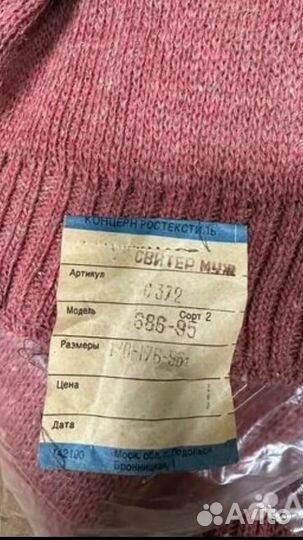 КОНЦЕРН РОСТЕКСТИЛЬ
СВИТЕР МУЖ
Артикул
С372
Сорт 2
Модель
686-95
Размеры
Цена
Дата
142100 Моск. обл. г. Подольск
Бронницкая, 1
Avito